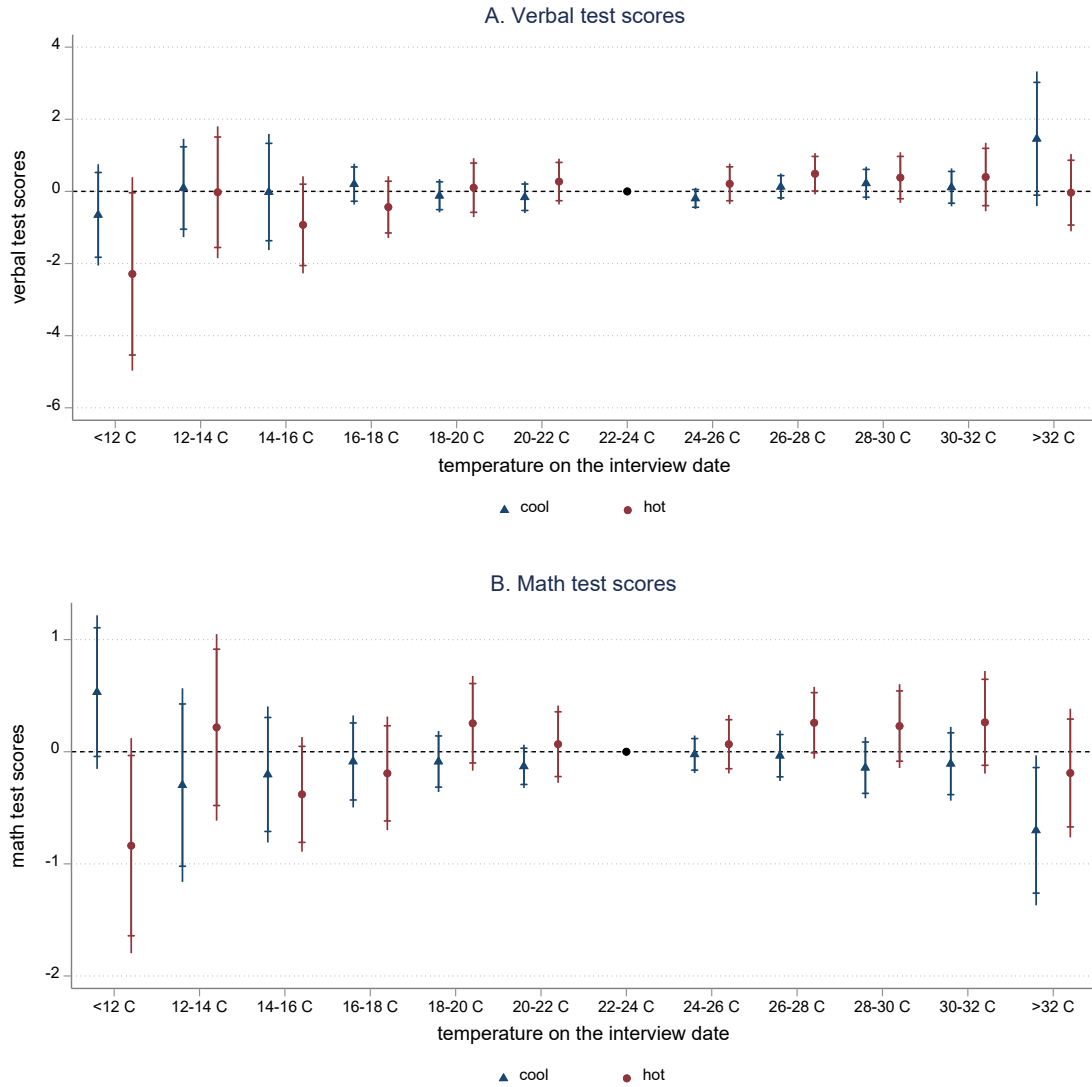 A. Verbal test scores
4
2
0
-2
-4
-6
verbal test scores
<12 C 12-14 C 14-16 C 16-18 C 18-20 C 20-22 C 22-24 C 24-26 C 26-28 C 28-30 C 30-32 C >32 C
temperature on the interview date
cool hot
B. Math test scores
1
0
-1
-2
math test scores
<12 C 12-14 C 14-16 C 16-18 C 18-20 C 20-22 C 22-24 C 24-26 C 26-28 C 28-30 C 30-32 C >32 C
temperature on the interview date
cool hot